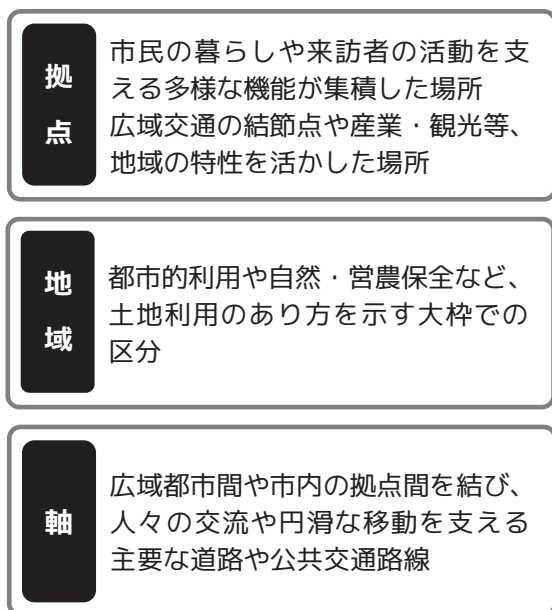 拠点
市民の暮らしや来訪者の活動を支
える多様な機能が集積した場所
広域交通の結節点や産業・観光等、
地域の特性を活かした場所
地域
都市的利用や自然・営農保全など、
土地利用のあり方を示す大枠での
区分
軸
広域都市間や市内の拠点間を結び、
人々の交流や円滑な移動を支える
主要な道路や公共交通路線